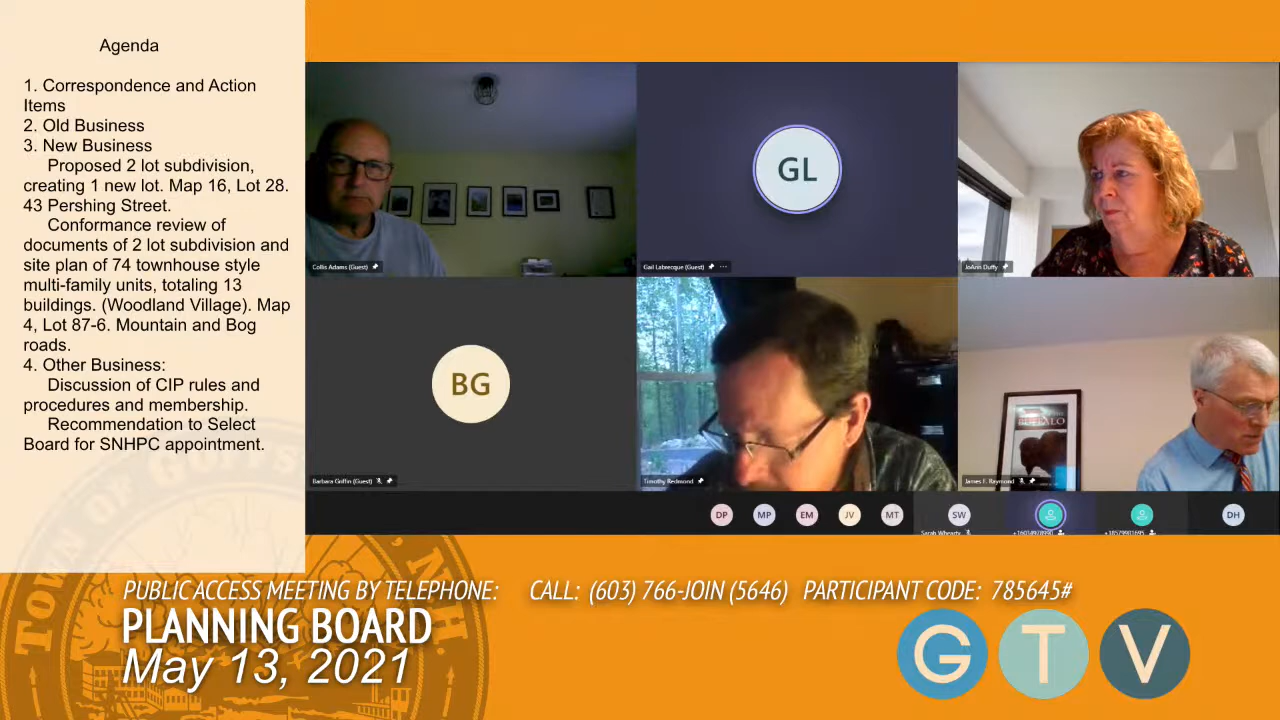 Agenda
1. Correspondence and Action
Items
2. Old Business
3. New Business
Proposed 2 lot subdivision,
creating 1 new lot. Map 16, Lot 28.
43 Pershing Street.
Conformance review of
documents of 2 lot subdivision and
site plan of 74 townhouse style
multi-family units, totaling 13
buildings. (Woodland Village). Map
4, Lot 87-6. Mountain and Bog
roads.
4. Other Business:
Discussion of CIP rules and
procedures and membership.
Recommendation to Select
Board for SNHPC appointment.
GL
Collis Adams (Guest)
Gail Labrecque (Guest)
JoAnn Duffy
BG
BUFFALO
Barbara Griffin (Guest)
Timothy Redmond
James F. Raymond
DP
MP
EM
JV
MT
SW
DH
Sarah Whearty
PUBLIC ACCESS MEETING BY TELEPHONE: CALL: (603) 766-JOIN (5646) PARTICIPANT CODE: 785645#
PLANNING BOARD
May 13, 2021
G T V
TOWN OF
N.H.